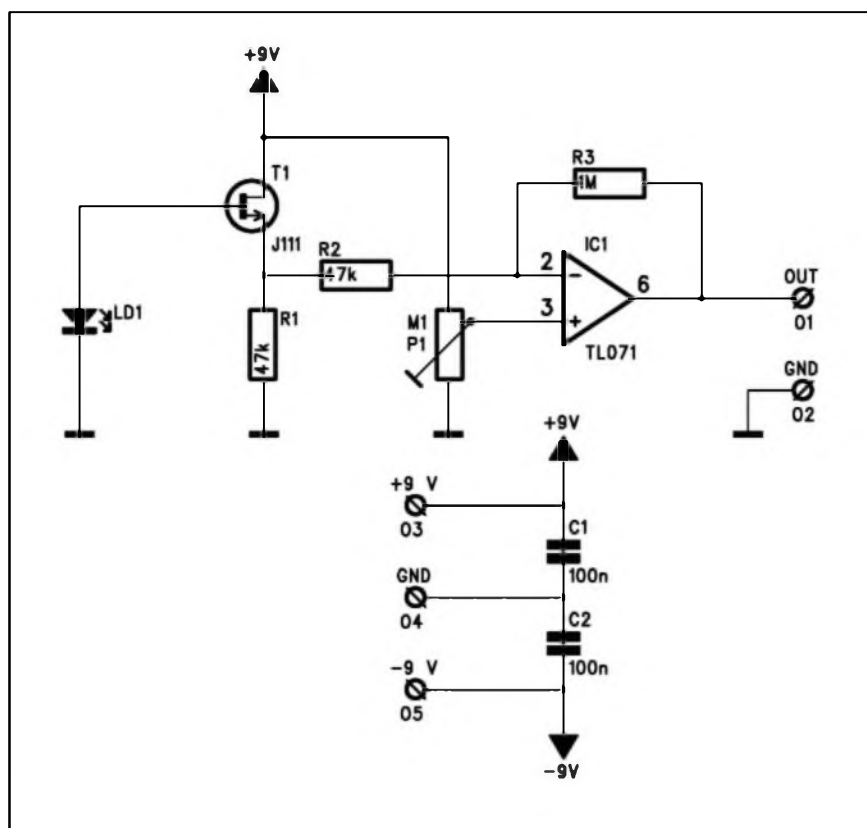 +9V
T1
J111
LD1
R1
47k
R2
47k
M1
P1
R3
1M
IC1
2
-
3
+
6
TL071
OUT
O1
GND
O2
+9V
+9 V
O3
C1
100n
GND
O4
C2
100n
-9 V
O5
-9V